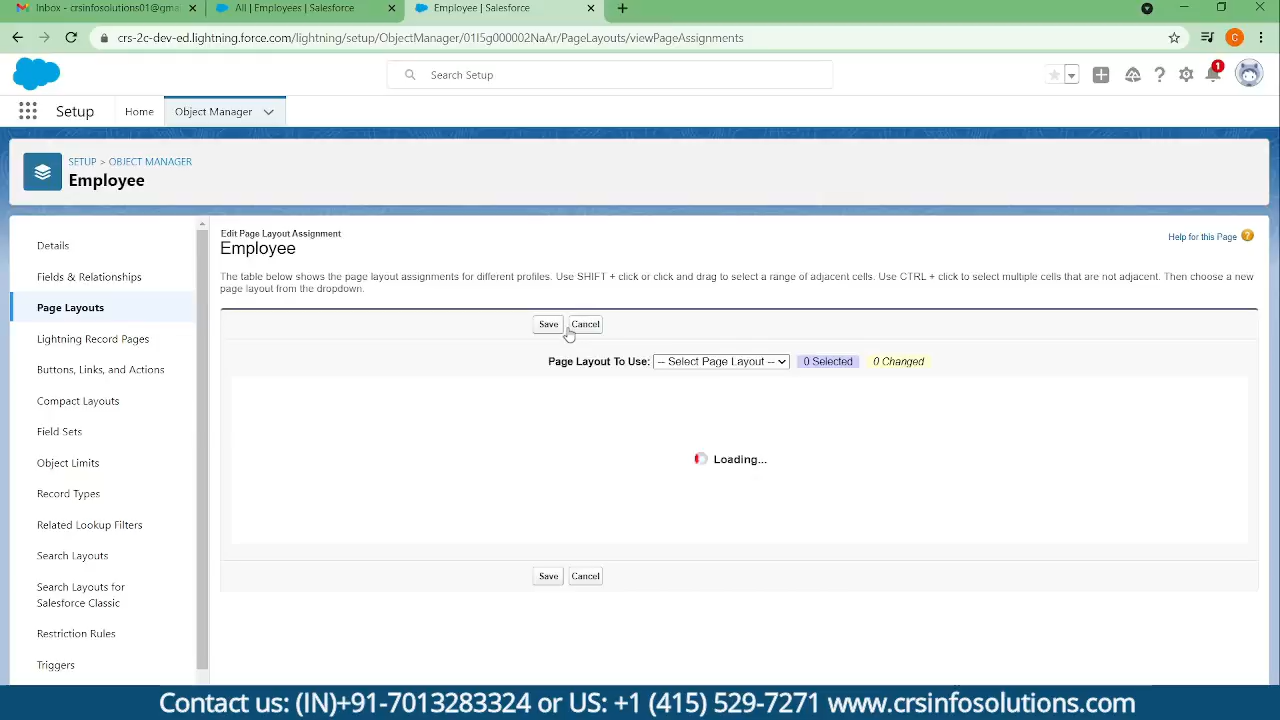 Inbox - crsinfosolutions01@gma
All | Employees | Salesforce
Employee | Salesforce
crs-2c-dev-ed.lightning.force.com/lightning/setup/ObjectManager/01I5g000002NaAr/PageLayouts/viewPageAssignments
C
Search Setup
1
Setup
Home
Object Manager
SETUP > OBJECT MANAGER
Employee
Details
Fields & Relationships
Page Layouts
Lightning Record Pages
Buttons, Links, and Actions
Compact Layouts
Field Sets
Object Limits
Record Types
Related Lookup Filters
Search Layouts
Search Layouts for
Salesforce Classic
Restriction Rules
Triggers
Edit Page Layout Assignment
Employee
Help for this Page
The table below shows the page layout assignments for different profiles. Use SHIFT + click or click and drag to select a range of adjacent cells. Use CTRL + click to select multiple cells that are not adjacent. Then choose a new
page layout from the dropdown.
Save Cancel
Page Layout To Use: -- Select Page Layout -- 0 Selected 0 Changed
Loading...
Save Cancel
Contact us: (IN)+91-7013283324 or US: +1 (415) 529-7271 www.crsinfosolutions.com